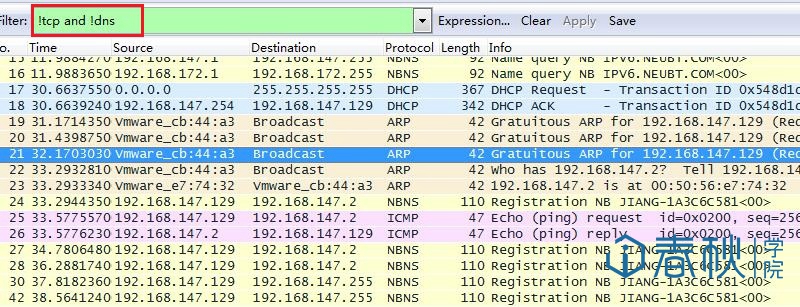 Filter: !tcp and !dns Expression... Clear Apply Save
No. Time Source Destination Protocol Length Info
15 11.9884270 192.168.147.1 192.168.147.255 NBNS 92 Name query NB IPV6.NEUBT.COM<00>
16 11.9883650 192.168.172.1 192.168.172.255 NBNS 92 Name query NB IPV6.NEUBT.COM<00>
17 30.6637550 0.0.0.0 255.255.255.255 DHCP 367 DHCP Request - Transaction ID 0x548d1d
18 30.6639240 192.168.147.254 192.168.147.129 DHCP 342 DHCP ACK - Transaction ID 0x548d1d
19 31.1714350 Vmware_cb:44:a3 Broadcast ARP 42 Gratuitous ARP for 192.168.147.129 (Req
20 31.4398750 Vmware_cb:44:a3 Broadcast ARP 42 Gratuitous ARP for 192.168.147.129 (Req
21 32.1703030 Vmware_cb:44:a3 Broadcast ARP 42 Gratuitous ARP for 192.168.147.129 (Req
22 33.2932810 Vmware_cb:44:a3 Broadcast ARP 42 Who has 192.168.147.2? Tell 192.168.14
23 33.2933340 Vmware_e7:74:32 Vmware_cb:44:a3 ARP 42 192.168.147.2 is at 00:50:56:e7:74:32
24 33.2944350 192.168.147.129 192.168.147.2 NBNS 110 Registration NB JIANG-1A3C6C581<00>
25 33.5775570 192.168.147.129 192.168.147.2 ICMP 47 Echo (ping) request id=0x0200, seq=256
26 33.5776230 192.168.147.2 192.168.147.129 ICMP 47 Echo (ping) reply id=0x0200, seq=256
27 34.7806480 192.168.147.129 192.168.147.2 NBNS 110 Registration NB JIANG-1A3C6C581<00>
28 36.2881740 192.168.147.129 192.168.147.2 NBNS 110 Registration NB JIANG-1A3C6C581<00>
30 37.8182360 192.168.147.129 192.168.147.255 NBNS 110 Registration NB JIANG-1A3C6C581<00>
42 38.5641240 192.168.147.129 192.168.147.255 NBNS 110 Registration NB JIANG-1A3C6C581<00>
春秋学院